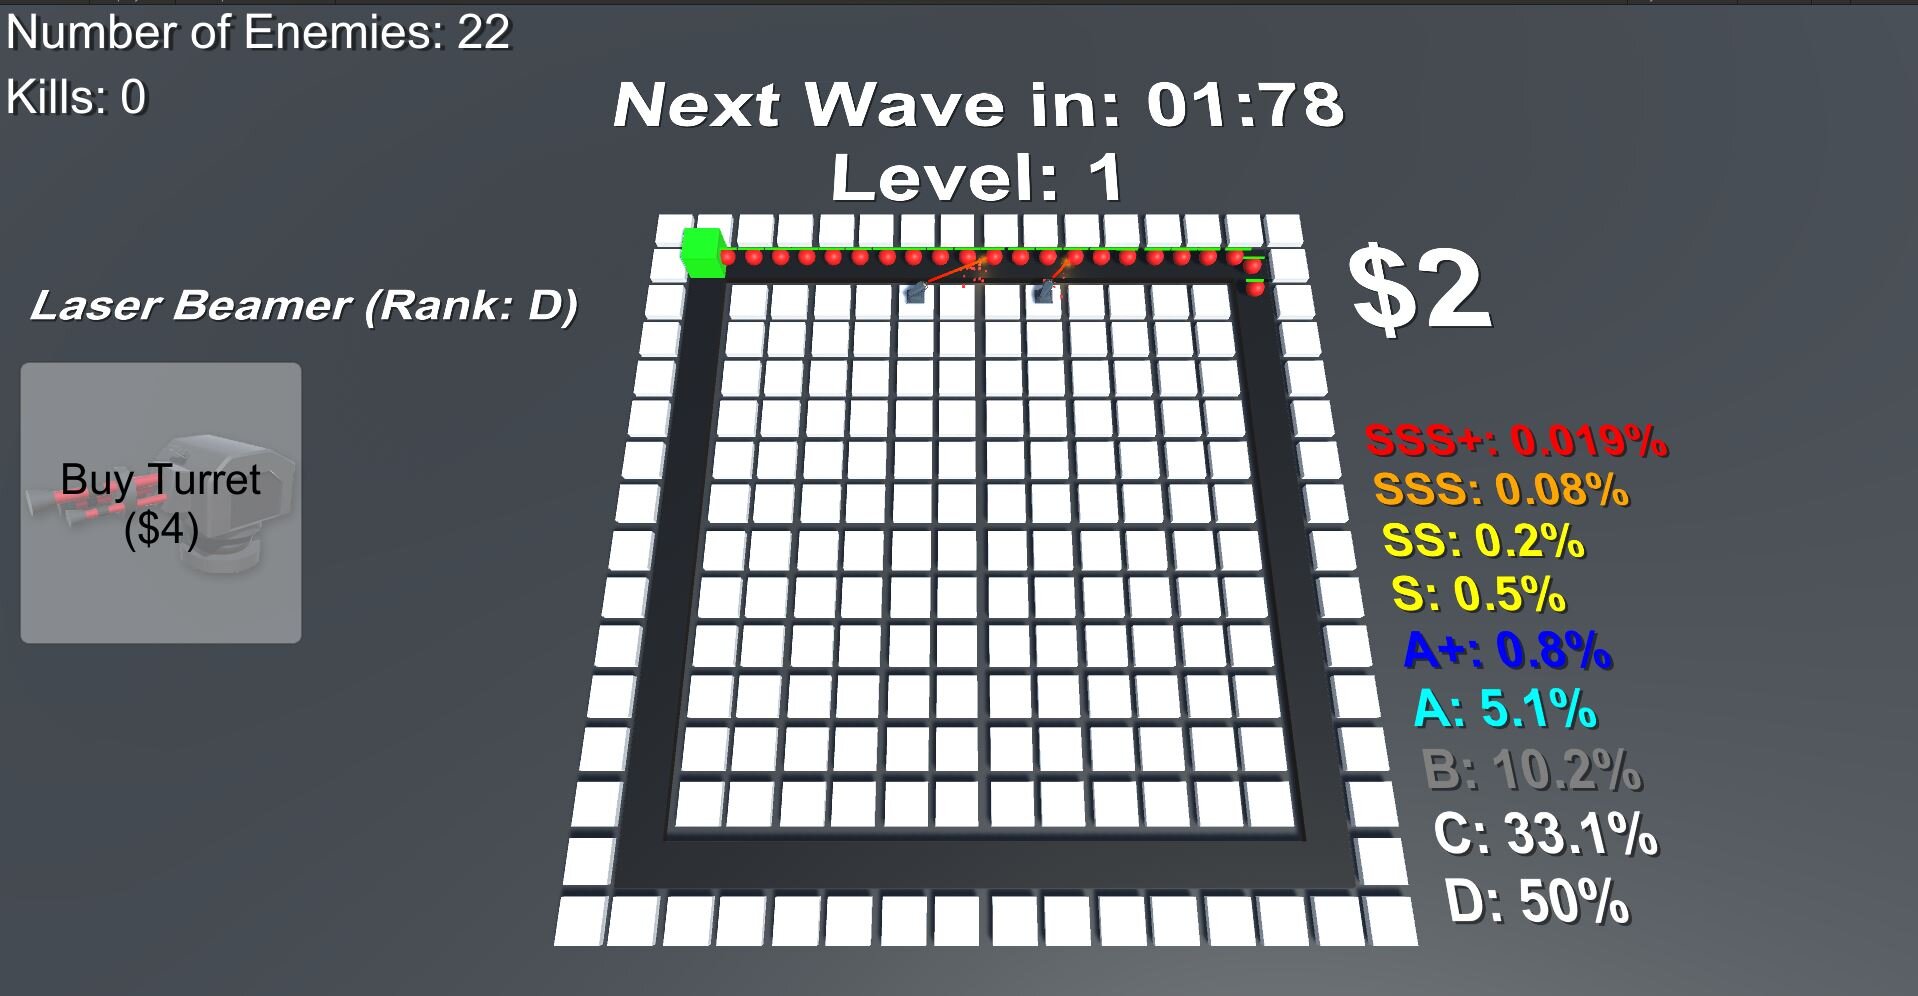 Number of Enemies: 22
Kills: 0
Next Wave in: 01:78
Level: 1
$2
Laser Beamer (Rank: D)
Buy Turret
($4)
SSS+: 0.019%
SSS: 0.08%
SS: 0.2%
S: 0.5%
A+: 0.8%
A: 5.1%
B: 10.2%
C: 33.1%
D: 50%